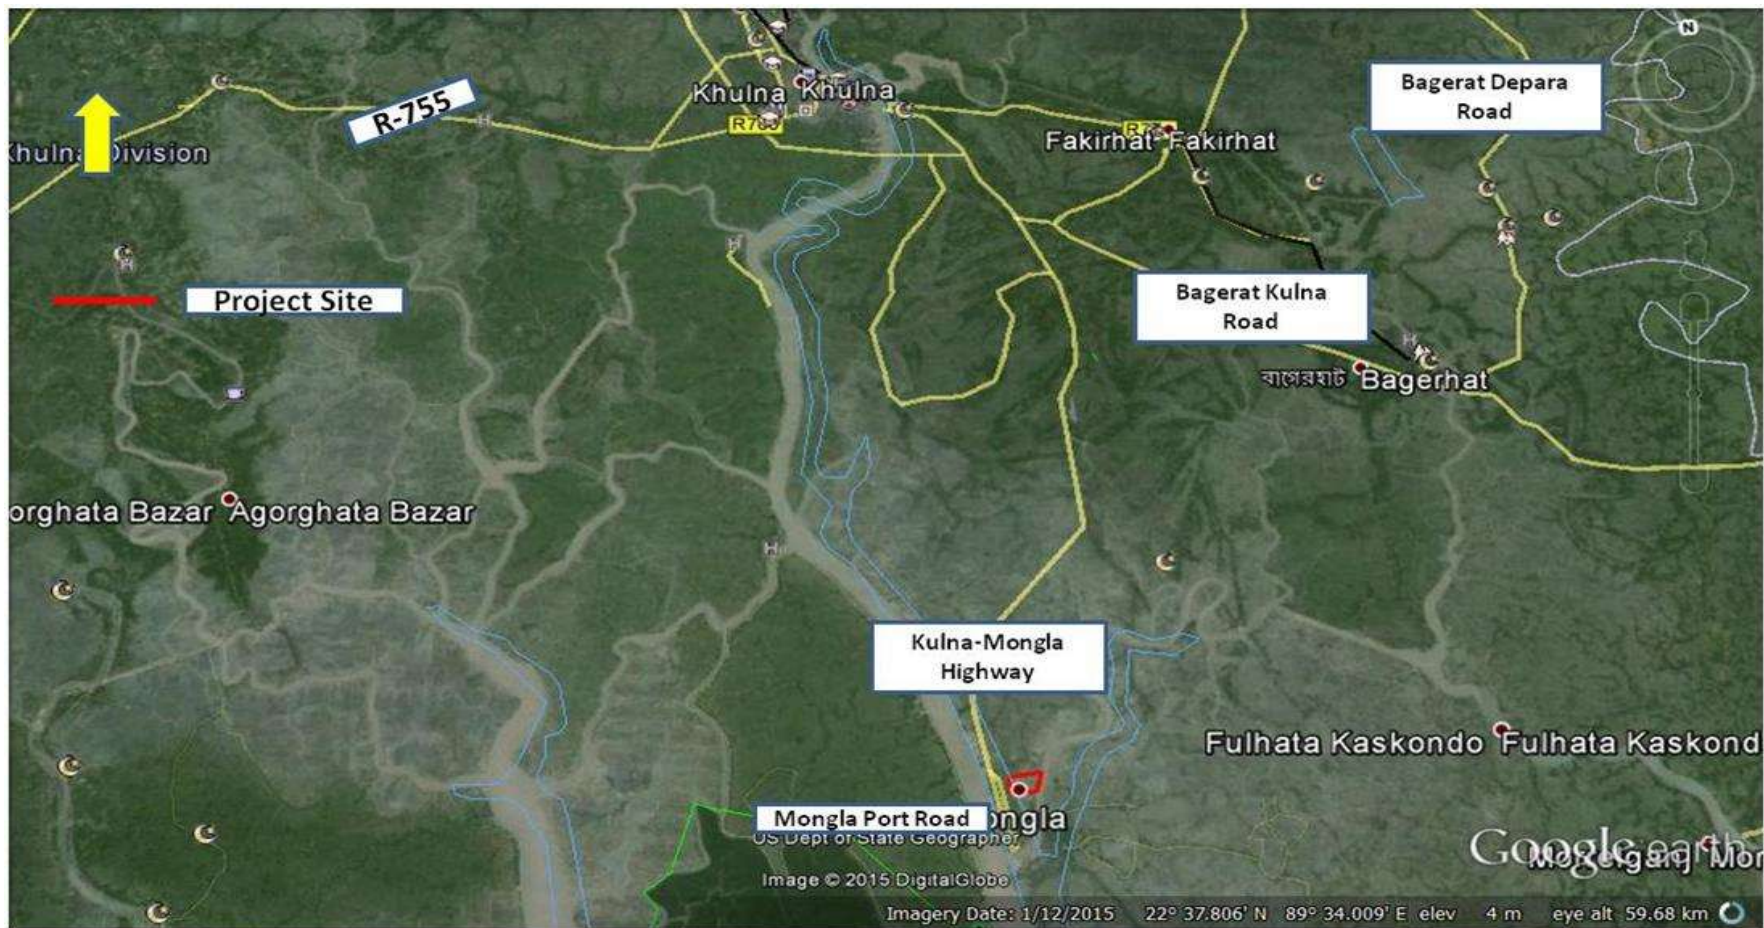 N
Bagerat Depara
Road
R-755
Khulna Khulna
Fakirhat Fakirhat
Khulna Division
Project Site
Bagerat Kulna
Road
বাগেরহাট Bagerhat
orghata Bazar Agorghata Bazar
Kulna-Mongla
Highway
Fulhata Kaskondo Fulhata Kaskond
Mongla Port Road ongla
US Dept of State Geographer
Google earth
Morrelganj Mor
Image © 2015 DigitalGlobe
Imagery Date: 1/12/2015 22° 37.806' N 89° 34.009' E elev 4 m eye alt 59.68 km